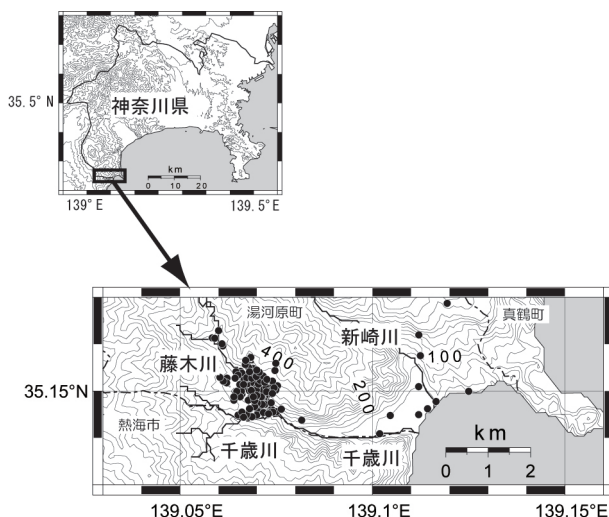 35.5° N
神奈川県
km
0 10 20
139° E
139.5° E
湯河原町
真鶴町
新崎川
藤木川
400
100
200
35.15° N
熱海市
千歳川
千歳川
km
0 1 2
139.05° E
139.1° E
139.15° E